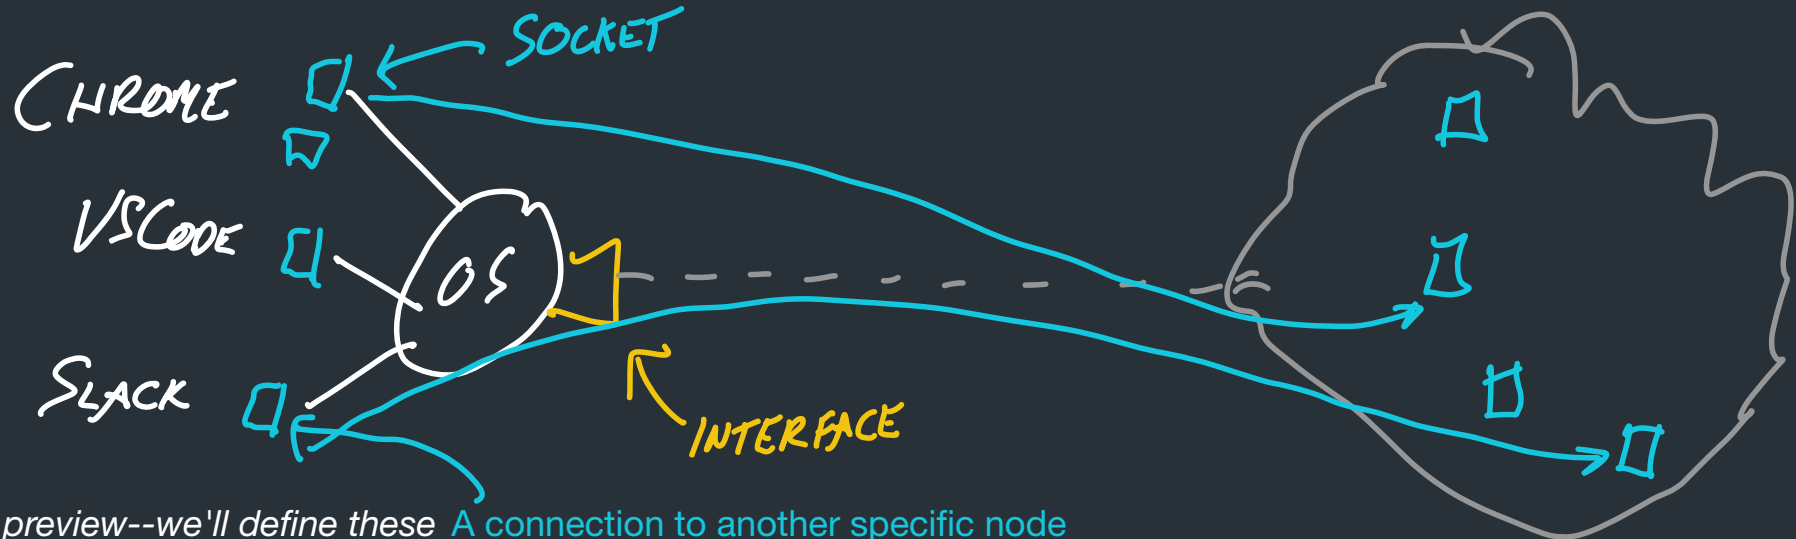 SOCKET
CHROME
VSCODE
OS
SLACK
INTERFACE
preview--we'll define these A connection to another specific node